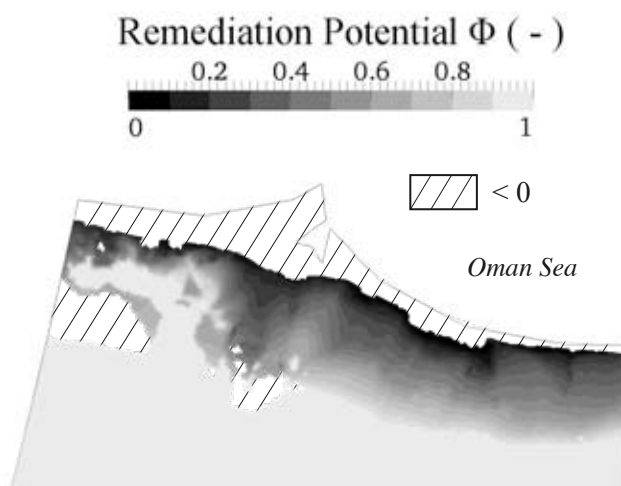 Remediation Potential Φ ( - )
0.2 0.4 0.6 0.8
0 1
< 0
Oman Sea